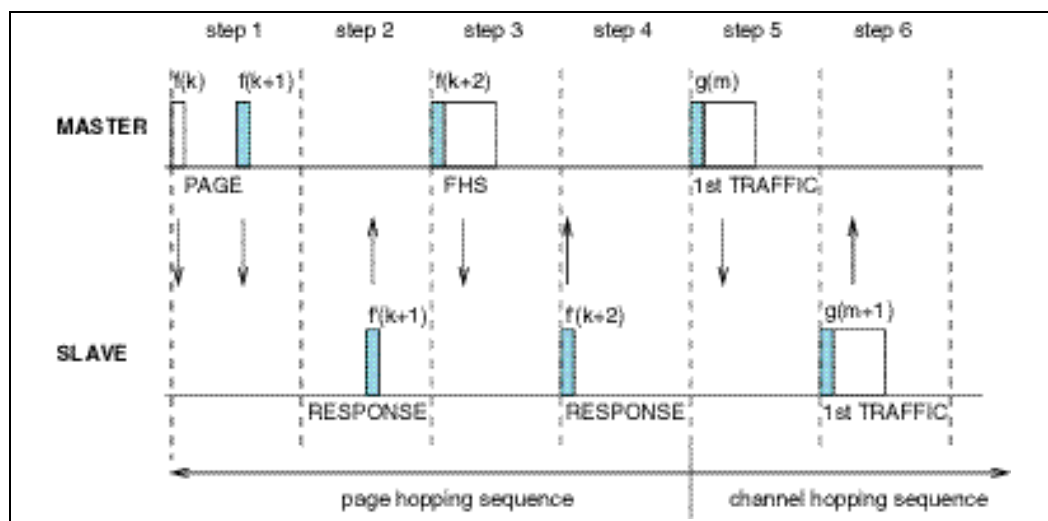 step 1 step 2 step 3 step 4 step 5 step 6
f(k) f(k+1) f(k+2) g(m)
MASTER
PAGE FHS 1st TRAFFIC
f'(k+1) f'(k+2) g(m+1)
SLAVE
RESPONSE RESPONSE 1st TRAFFIC
page hopping sequence channel hopping sequence